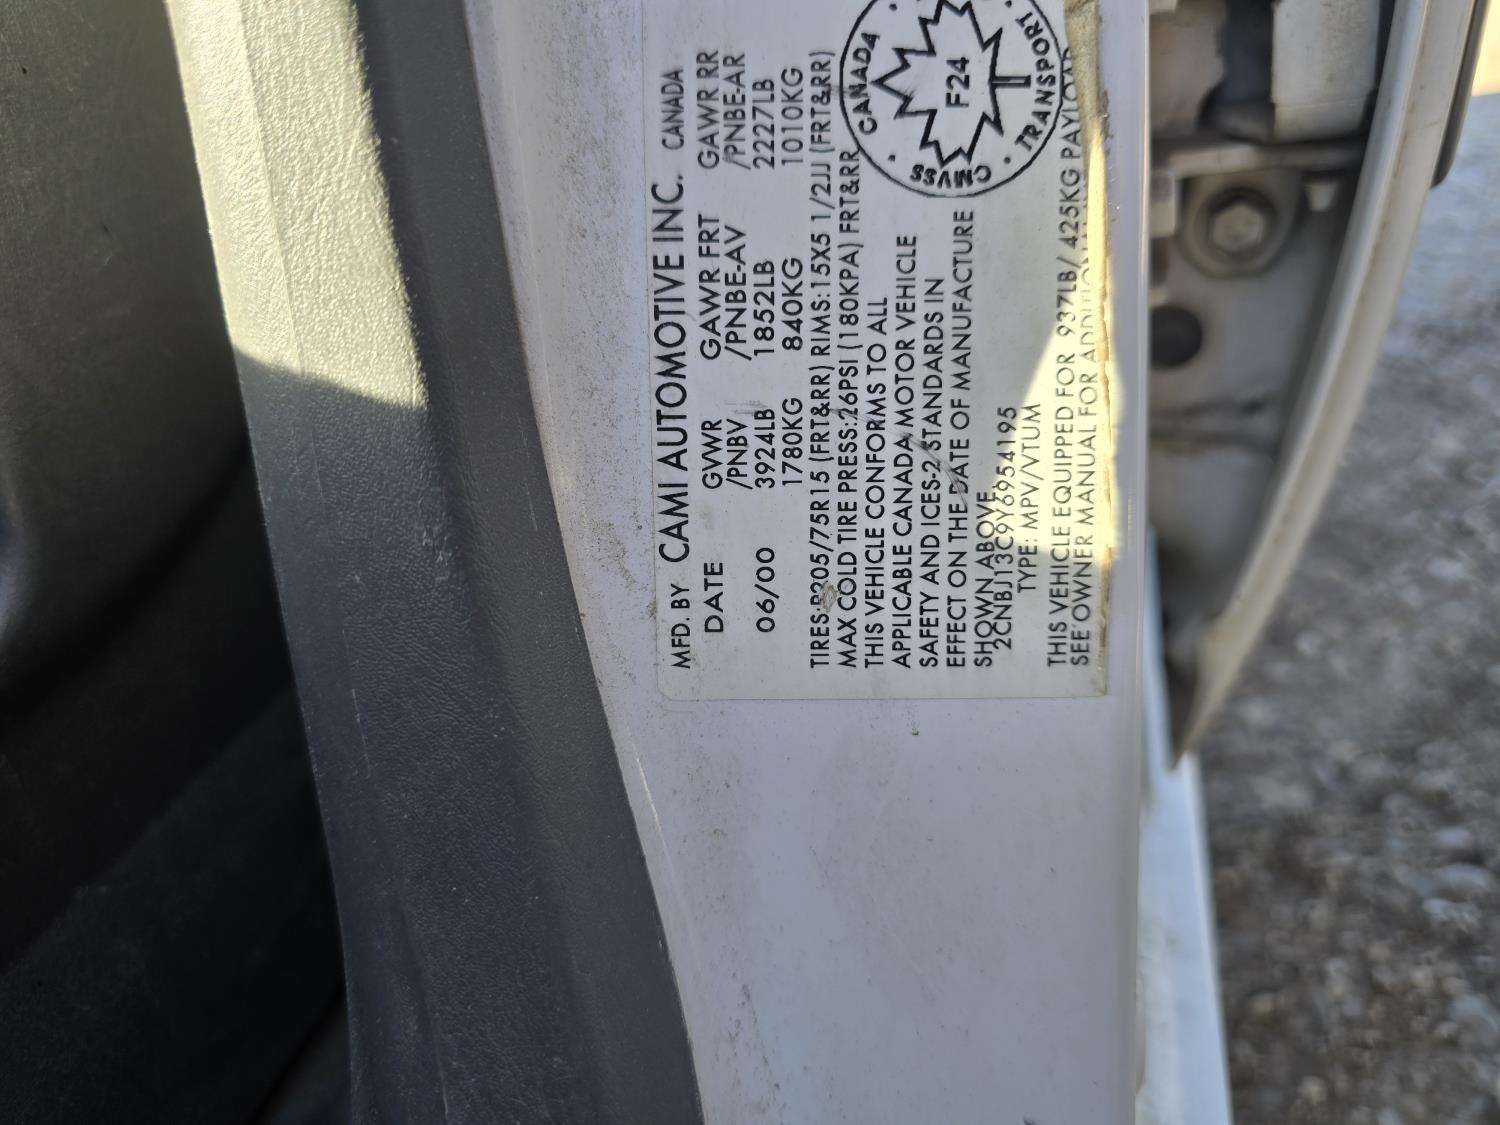 MFD. BY CAMI AUTOMOTIVE INC. CANADA
DATE GVWR GAWR FRT GAWR RR
/PNBV /PNBE-AV /PNBE-AR
06/00 3924LB 1852LB 2227LB
1780KG 840KG 1010KG
TIRES:P205/75R15 (FRT&RR) RIMS:15X5 1/2JJ (FRT&RR)
MAX COLD TIRE PRESS:26PSI (180KPA) FRT&RR
THIS VEHICLE CONFORMS TO ALL
APPLICABLE CANADA MOTOR VEHICLE
SAFETY AND ICES-2 STANDARDS IN
EFFECT ON THE DATE OF MANUFACTURE
SHOWN ABOVE.
2CNBJ13C9Y6954195
TYPE: MPV/VTUM
THIS VEHICLE EQUIPPED FOR 937LB/ 425KG PAYLOAD
SEE OWNER MANUAL FOR ADDITIONAL
CANADA
F24
TRANSPORT
CMVSS